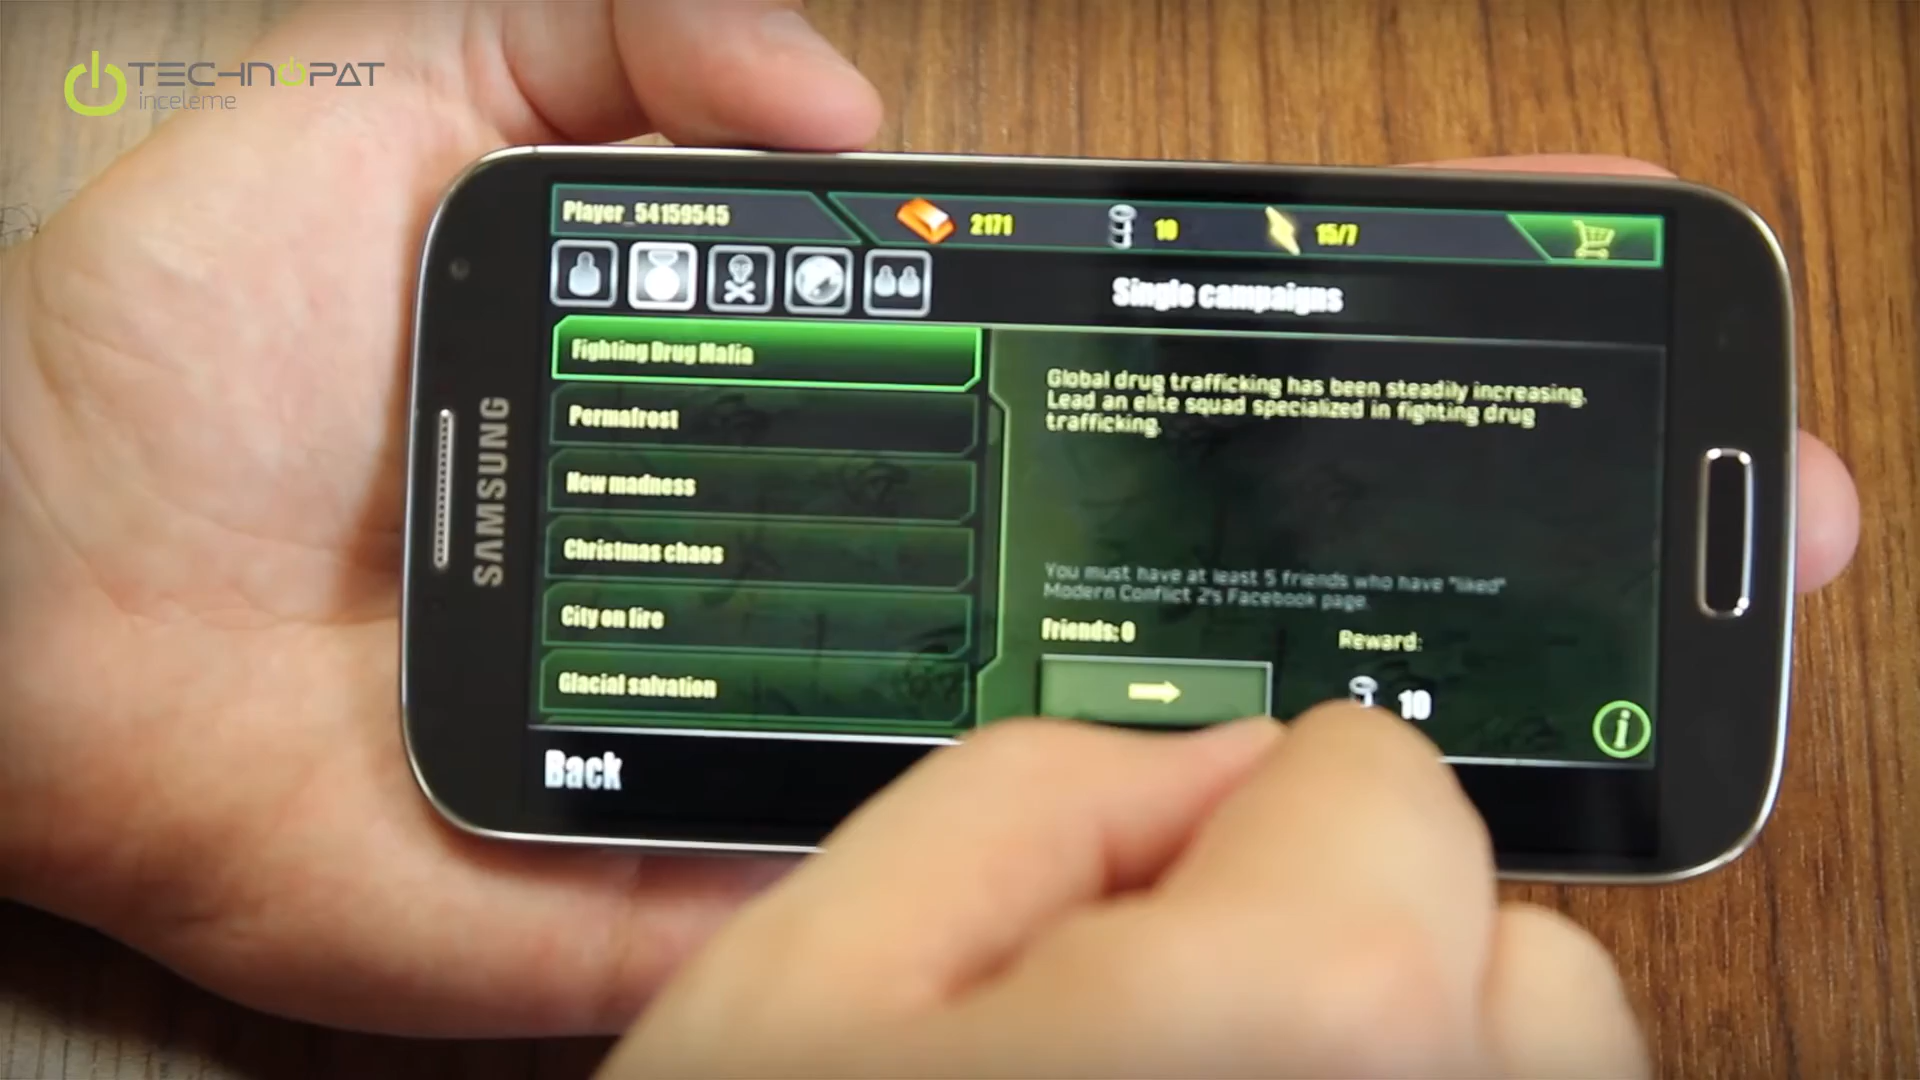 TECHNOPAT
inceleme
Player_54159545
2171
10
15/7
Single campaigns
Fighting Drug Mafia
Permafrost
New madness
Christmas chaos
City on fire
Glacial salvation
Global drug trafficking has been steadily increasing.
Lead an elite squad specialized in fighting drug
trafficking.
You must have at least 5 friends who have "liked"
Modern Conflict 2's Facebook page.
Friends: 0
Reward:
10
Back
SAMSUNG